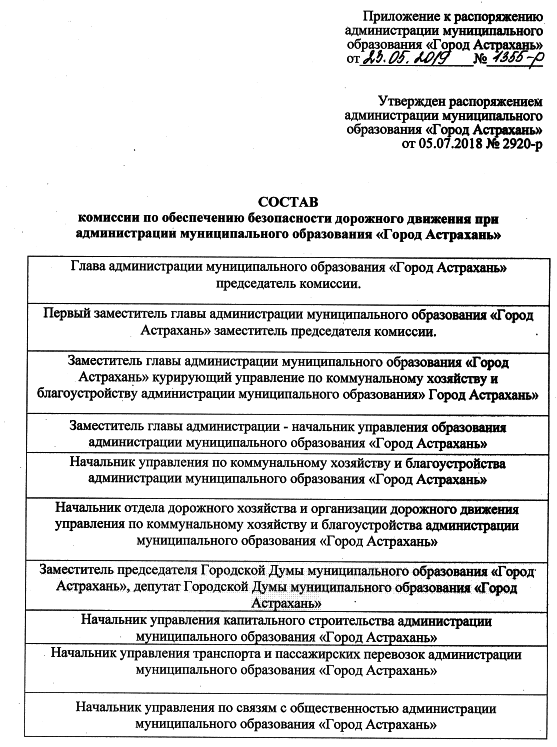 Приложение к распоряжению
администрации муниципального
образования «Город Астрахань»
от 23.05.2019 № 1355-р
Утвержден распоряжением
администрации муниципального
образования «Город Астрахань»
от 05.07.2018 № 2920-р
СОСТАВ
комиссии по обеспечению безопасности дорожного движения при
администрации муниципального образования «Город Астрахань»
Глава администрации муниципального образования «Город Астрахань»
председатель комиссии.
Первый заместитель главы администрации муниципального образования «Город
Астрахань» заместитель председателя комиссии.
Заместитель главы администрации муниципального образования «Город
Астрахань» курирующий управление по коммунальному хозяйству и
благоустройству администрации муниципального образования» Город Астрахань»
Заместитель главы администрации - начальник управления образования
администрации муниципального образования «Город Астрахань»
Начальник управления по коммунальному хозяйству и благоустройства
администрации муниципального образования «Город Астрахань»
Начальник отдела дорожного хозяйства и организации дорожного движения
управления по коммунальному хозяйству и благоустройства администрации
муниципального образования «Город Астрахань»
Заместитель председателя Городской Думы муниципального образования «Город
Астрахань», депутат Городской Думы муниципального образования «Город
Астрахань»
Начальник управления капитального строительства администрации
муниципального образования «Город Астрахань»
Начальник управления транспорта и пассажирских перевозок администрации
муниципального образования «Город Астрахань»
Начальник управления по связям с общественностью администрации
муниципального образования «Город Астрахань»